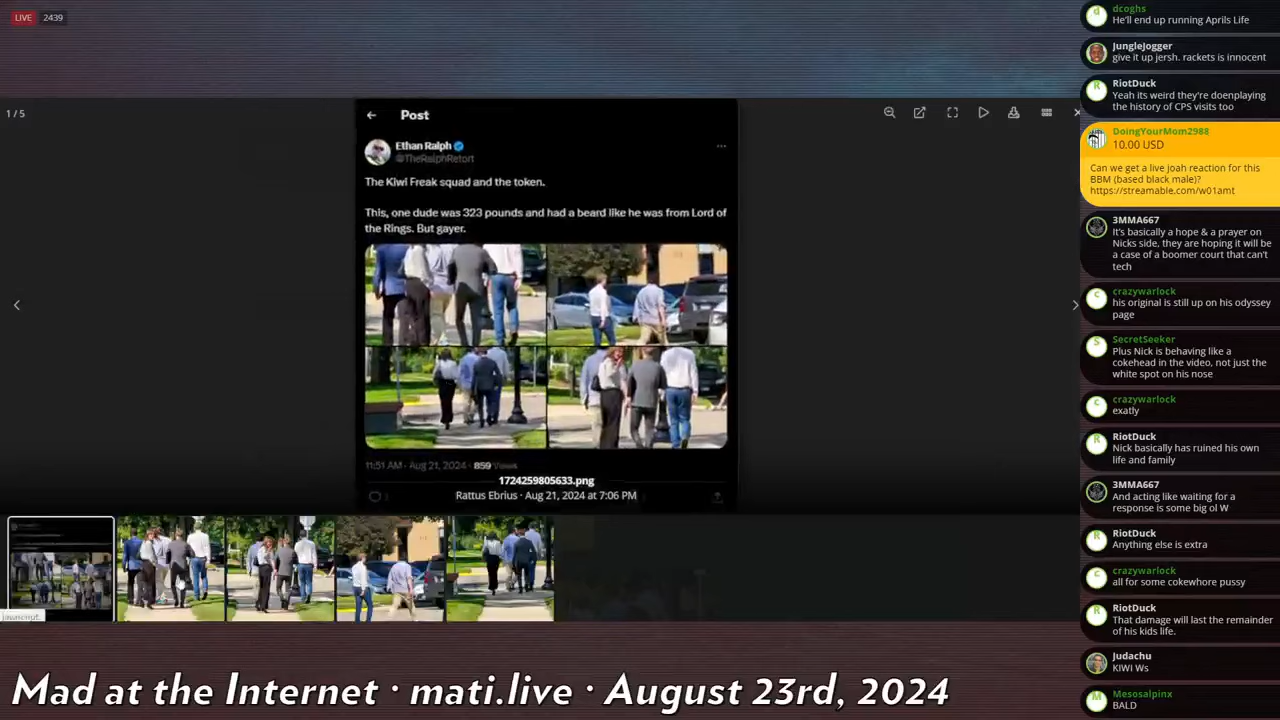 LIVE 2439
1 / 5
Post
Ethan Ralph
@TheRalphRetort
The Kiwi Freak squad and the token.
This, one dude was 323 pounds and had a beard like he was from Lord of
the Rings. But gayer.
11:51 AM · Aug 21, 2024 · 859 Views
1724259805633.png
Rattus Ebrius · Aug 21, 2024 at 7:06 PM
javascript:
Mad at the Internet · mati.live · August 23rd, 2024
dcoghs
He'll end up running Aprils Life
JungleJogger
give it up jersh. rackets is innocent
RiotDuck
Yeah its weird they're doenplaying
the history of CPS visits too
DoingYourMom2988
10.00 USD
Can we get a live joah reaction for this
BBM (based black male)?
https://streamable.com/w01amt
3MMA667
It's basically a hope & a prayer on
Nicks side, they are hoping it will be
a case of a boomer court that can't
tech
crazywarlock
his original is still up on his odyssey
page
SecretSeeker
Plus Nick is behaving like a
cokehead in the video, not just the
white spot on his nose
crazywarlock
exatly
RiotDuck
Nick basically has ruined his own
life and family
3MMA667
And acting like waiting for a
response is some big ol W
RiotDuck
Anything else is extra
crazywarlock
all for some cokewhore pussy
RiotDuck
That damage will last the remainder
of his kids life.
Judachu
KIWI Ws
Mesosalpinx
BALD